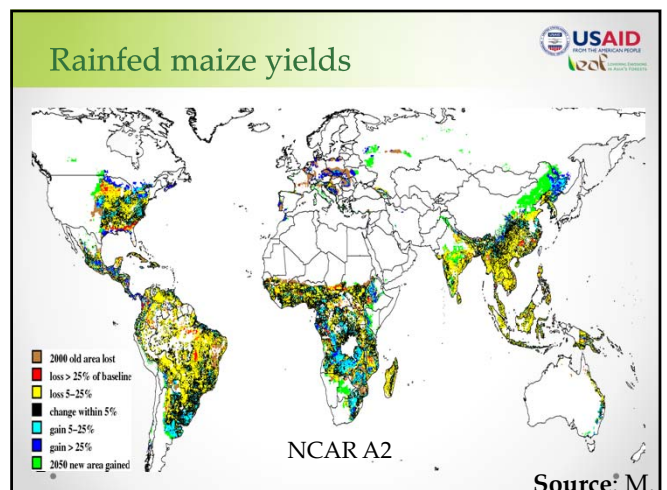 Rainfed maize yields
USAID
FROM THE AMERICAN PEOPLE
leaf
2000 old area lost
loss > 25% of baseline
loss 5–25%
change within 5%
gain 5–25%
gain > 25%
2050 new area gained
NCAR A2
Source: M.